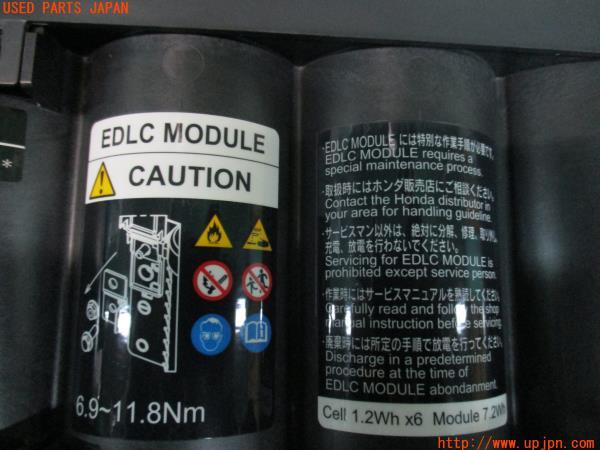 USED PARTS JAPAN
EDLC MODULE
CAUTION
6.9~11.8Nm
・EDLC MODULE には特別な作業手順が必要です。
EDLC MODULE requires a
special maintenance process.
・取扱時にはホンダ販売店にご相談ください。
Contact the Honda distributor in
your area for handling guideline.
・サービスマン以外は、絶対に分解、修理、取り外し、
充電、放電を行わないでください。
Servicing for EDLC MODULE is
prohibited except service person.
・作業時にはサービスマニュアルを熟読してください。
Carefully read and follow the shop
manual instruction before servicing.
・廃棄時には所定の手順で放電を行ってください。
Discharge in a predetermined
procedure at the time of
EDLC MODULE abondanment.
Cell 1.2Wh x6 Module 7.2Wh
*
http://www.upjpn.com/